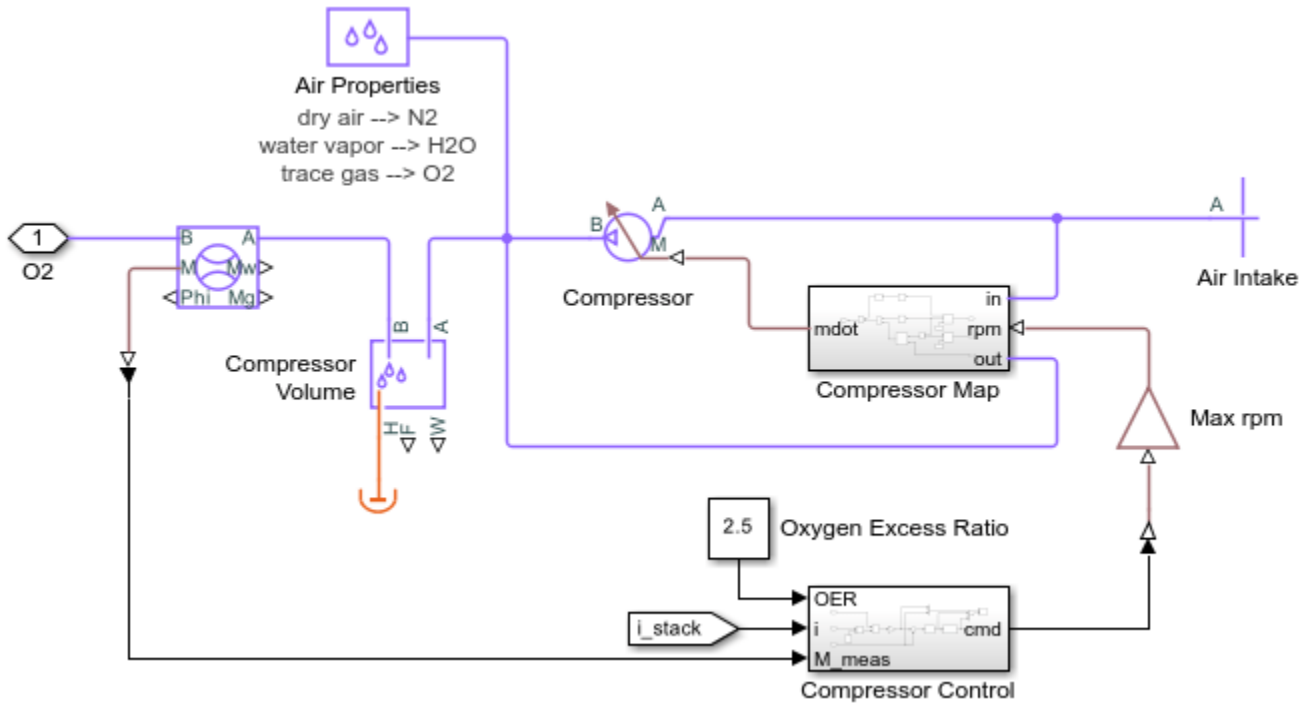 Air Properties
dry air --> N2
water vapor --> H2O
trace gas --> O2
1
O2
B A
M Mw
Phi Mg
B A
Compressor
Volume
H F W
B A
M
Compressor
A
Air Intake
in
mdot rpm
out
Compressor Map
Max rpm
2.5 Oxygen Excess Ratio
OER
i_stack i cmd
M_meas
Compressor Control